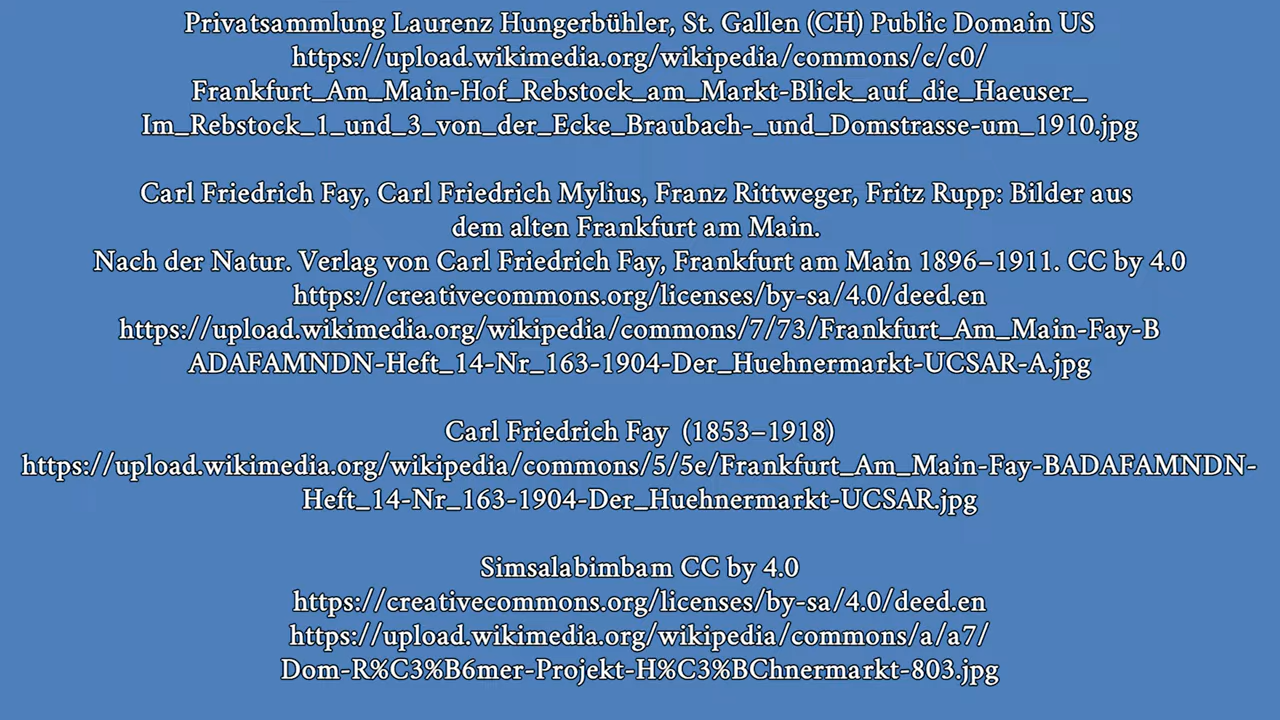 Privatsammlung Laurenz Hungerbühler, St. Gallen (CH) Public Domain US
https://upload.wikimedia.org/wikipedia/commons/c/c0/
Frankfurt_Am_Main-Hof_Rebstock_am_Markt-Blick_auf_die_Haeuser_
Im_Rebstock_1_und_3_von_der_Ecke_Braubach-_und_Domstrasse-um_1910.jpg
Carl Friedrich Fay, Carl Friedrich Mylius, Franz Rittweger, Fritz Rupp: Bilder aus
dem alten Frankfurt am Main.
Nach der Natur. Verlag von Carl Friedrich Fay, Frankfurt am Main 1896–1911. CC by 4.0
https://creativecommons.org/licenses/by-sa/4.0/deed.en
https://upload.wikimedia.org/wikipedia/commons/7/73/Frankfurt_Am_Main-Fay-B
ADAFAMNDN-Heft_14-Nr_163-1904-Der_Huehnermarkt-UCSAR-A.jpg
Carl Friedrich Fay (1853–1918)
https://upload.wikimedia.org/wikipedia/commons/5/5e/Frankfurt_Am_Main-Fay-BADAFAMNDN-
Heft_14-Nr_163-1904-Der_Huehnermarkt-UCSAR.jpg
Simsalabimbam CC by 4.0
https://creativecommons.org/licenses/by-sa/4.0/deed.en
https://upload.wikimedia.org/wikipedia/commons/a/a7/
Dom-R%C3%B6mer-Projekt-H%C3%BChnermarkt-803.jpg